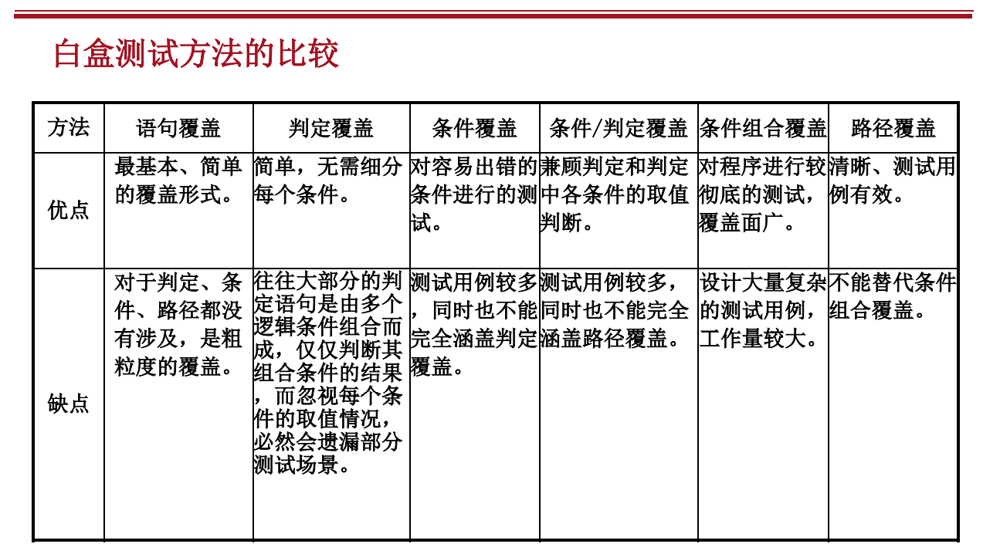 白盒测试方法的比较
方法
语句覆盖
判定覆盖
条件覆盖
条件/判定覆盖
条件组合覆盖
路径覆盖
优点
最基本、简单
的覆盖形式。
简单，无需细分
每个条件。
对容易出错的
条件进行的测
试。
兼顾判定和判定
中各条件的取值
判断。
对程序进行较
彻底的测试，
覆盖面广。
清晰、测试用
例有效。
缺点
对于判定、条
件、路径都没
有涉及，是粗
粒度的覆盖。
往往大部分的判
定语句是由多个
逻辑条件组合而
成，仅仅判断其
组合条件的结果
，而忽视每个条
件的取值情况，
必然会遗漏部分
测试场景。
测试用例较多
，同时也不能
完全涵盖判定
覆盖。
测试用例较多，
同时也不能完全
涵盖路径覆盖。
设计大量复杂
的测试用例，
工作量较大。
不能替代条件
组合覆盖。